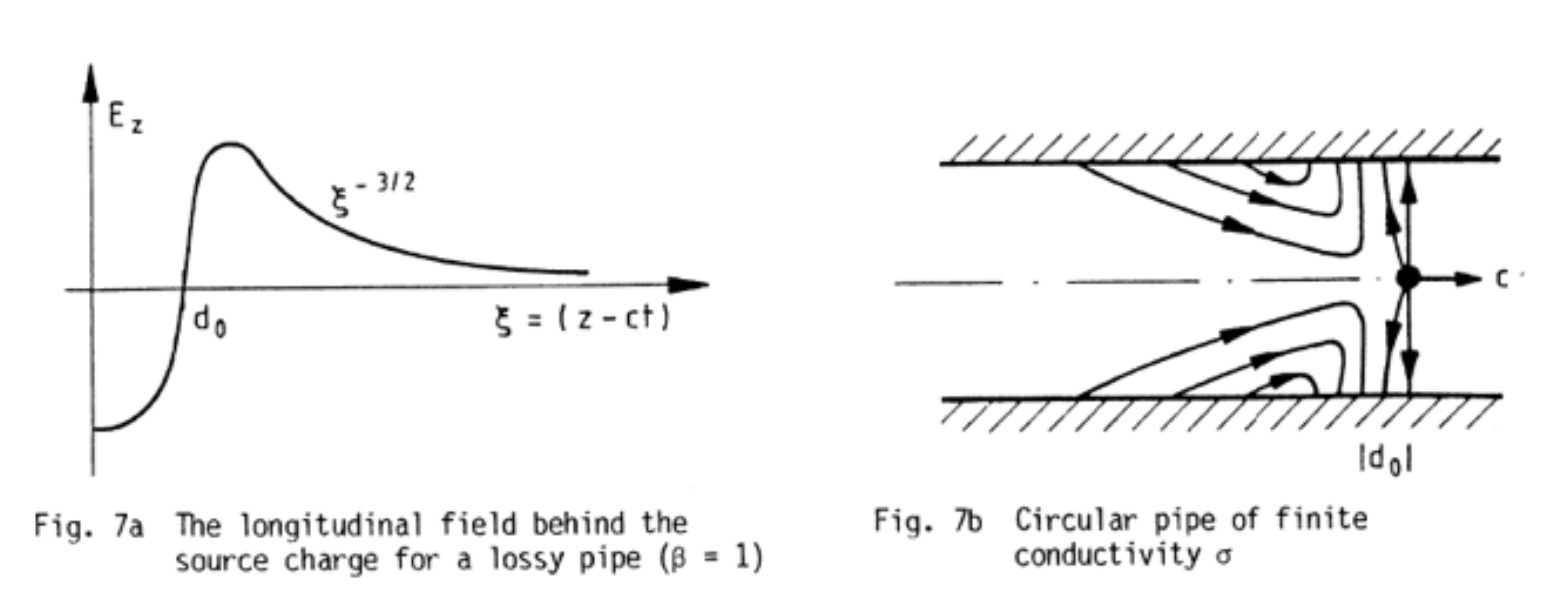 E_z
ξ^{-3/2}
d_0
ξ = (z - ct)
c
|d_0|
Fig. 7a The longitudinal field behind the
source charge for a lossy pipe (β = 1)
Fig. 7b Circular pipe of finite
conductivity σ